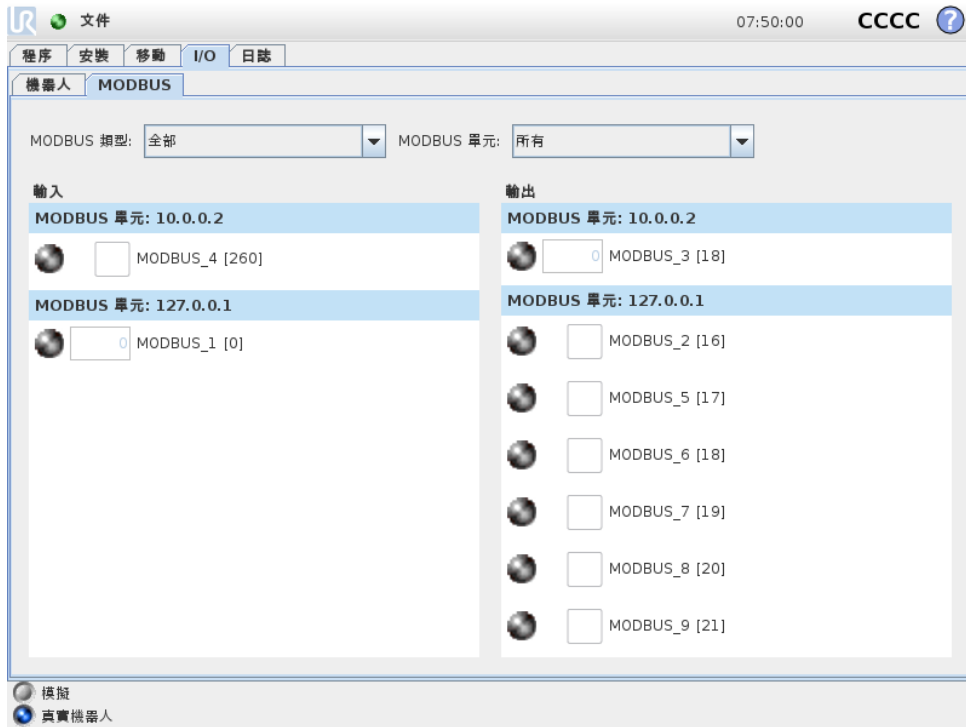 UR 文件 07:50:00 CCCC ?
程序 安裝 移動 I/O 日誌
機器人 MODBUS
MODBUS 類型: 全部 MODBUS 單元: 所有
輸入 輸出
MODBUS 單元: 10.0.0.2 MODBUS 單元: 10.0.0.2
MODBUS_4 [260] 0 MODBUS_3 [18]
MODBUS 單元: 127.0.0.1 MODBUS 單元: 127.0.0.1
0 MODBUS_1 [0] MODBUS_2 [16]
MODBUS_5 [17]
MODBUS_6 [18]
MODBUS_7 [19]
MODBUS_8 [20]
MODBUS_9 [21]
模擬
真實機器人